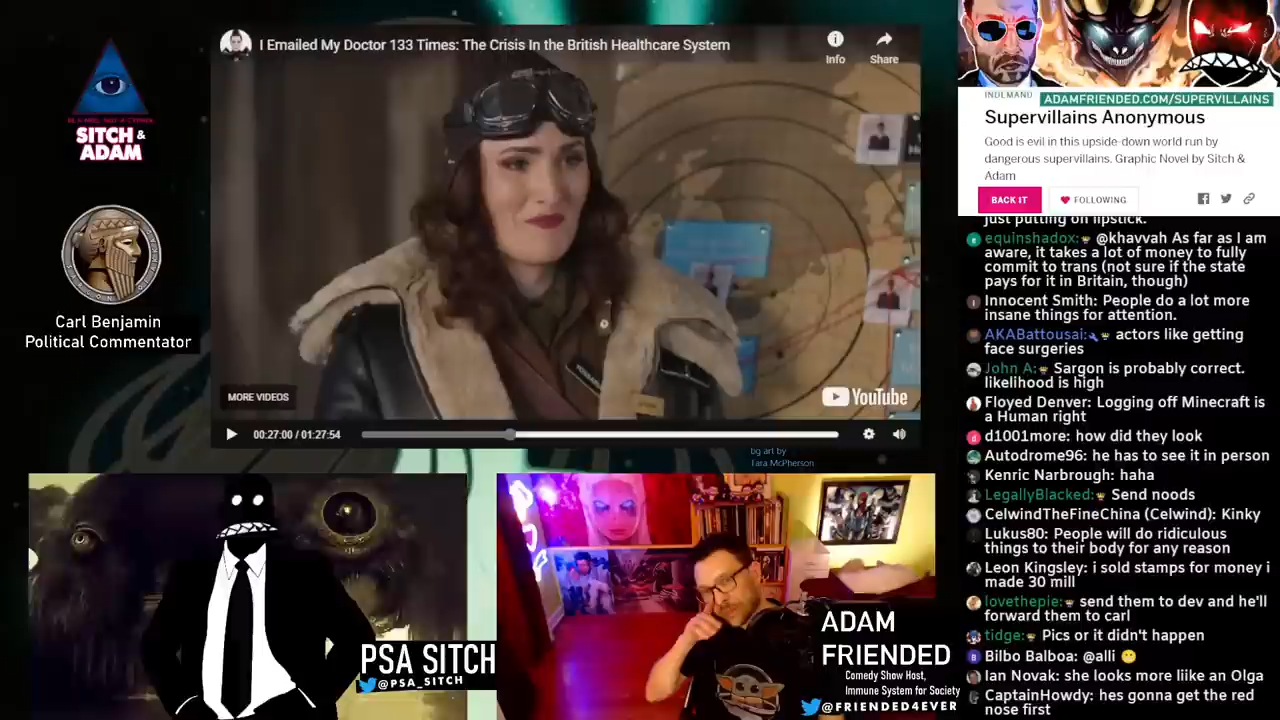 I Emailed My Doctor 133 Times: The Crisis In the British Healthcare System
Info
Share
SITCH &
ADAM
Carl Benjamin
Political Commentator
MORE VIDEOS
YouTube
00:27:00 / 01:27:54
bg art by
Tara McPherson
PSA SITCH
@PSA_SITCH
ADAM
FRIENDED
Comedy Show Host,
Immune System for Society
@FRIENDED4EVER
INDEMAND
ADAMFRIENDED.COM/SUPERVILLAINS
Supervillains Anonymous
Good is evil in this upside-down world run by
dangerous supervillains. Graphic Novel by Sitch &
Adam
BACK IT
FOLLOWING
just putting on lipstick.
equinshadox: @khavvah As far as I am
aware, it takes a lot of money to fully
commit to trans (not sure if the state
pays for it in Britain, though)
Innocent Smith: People do a lot more
insane things for attention.
AKABattousai: actors like getting
face surgeries
John A: Sargon is probably correct.
likelihood is high
Floyed Denver: Logging off Minecraft is
a Human right
d1001more: how did they look
Autodrome96: he has to see it in person
Kenric Narbrough: haha
LegallyBlacked: Send noods
CelwindTheFineChina (Celwind): Kinky
Lukus80: People will do ridiculous
things to their body for any reason
Leon Kingsley: i sold stamps for money i
made 30 mill
lovethepie: send them to dev and he'll
forward them to carl
tidge: Pics or it didn't happen
Bilbo Balboa: @alli 😬
Ian Novak: she looks more liike an Olga
CaptainHowdy: hes gonna get the red
nose first